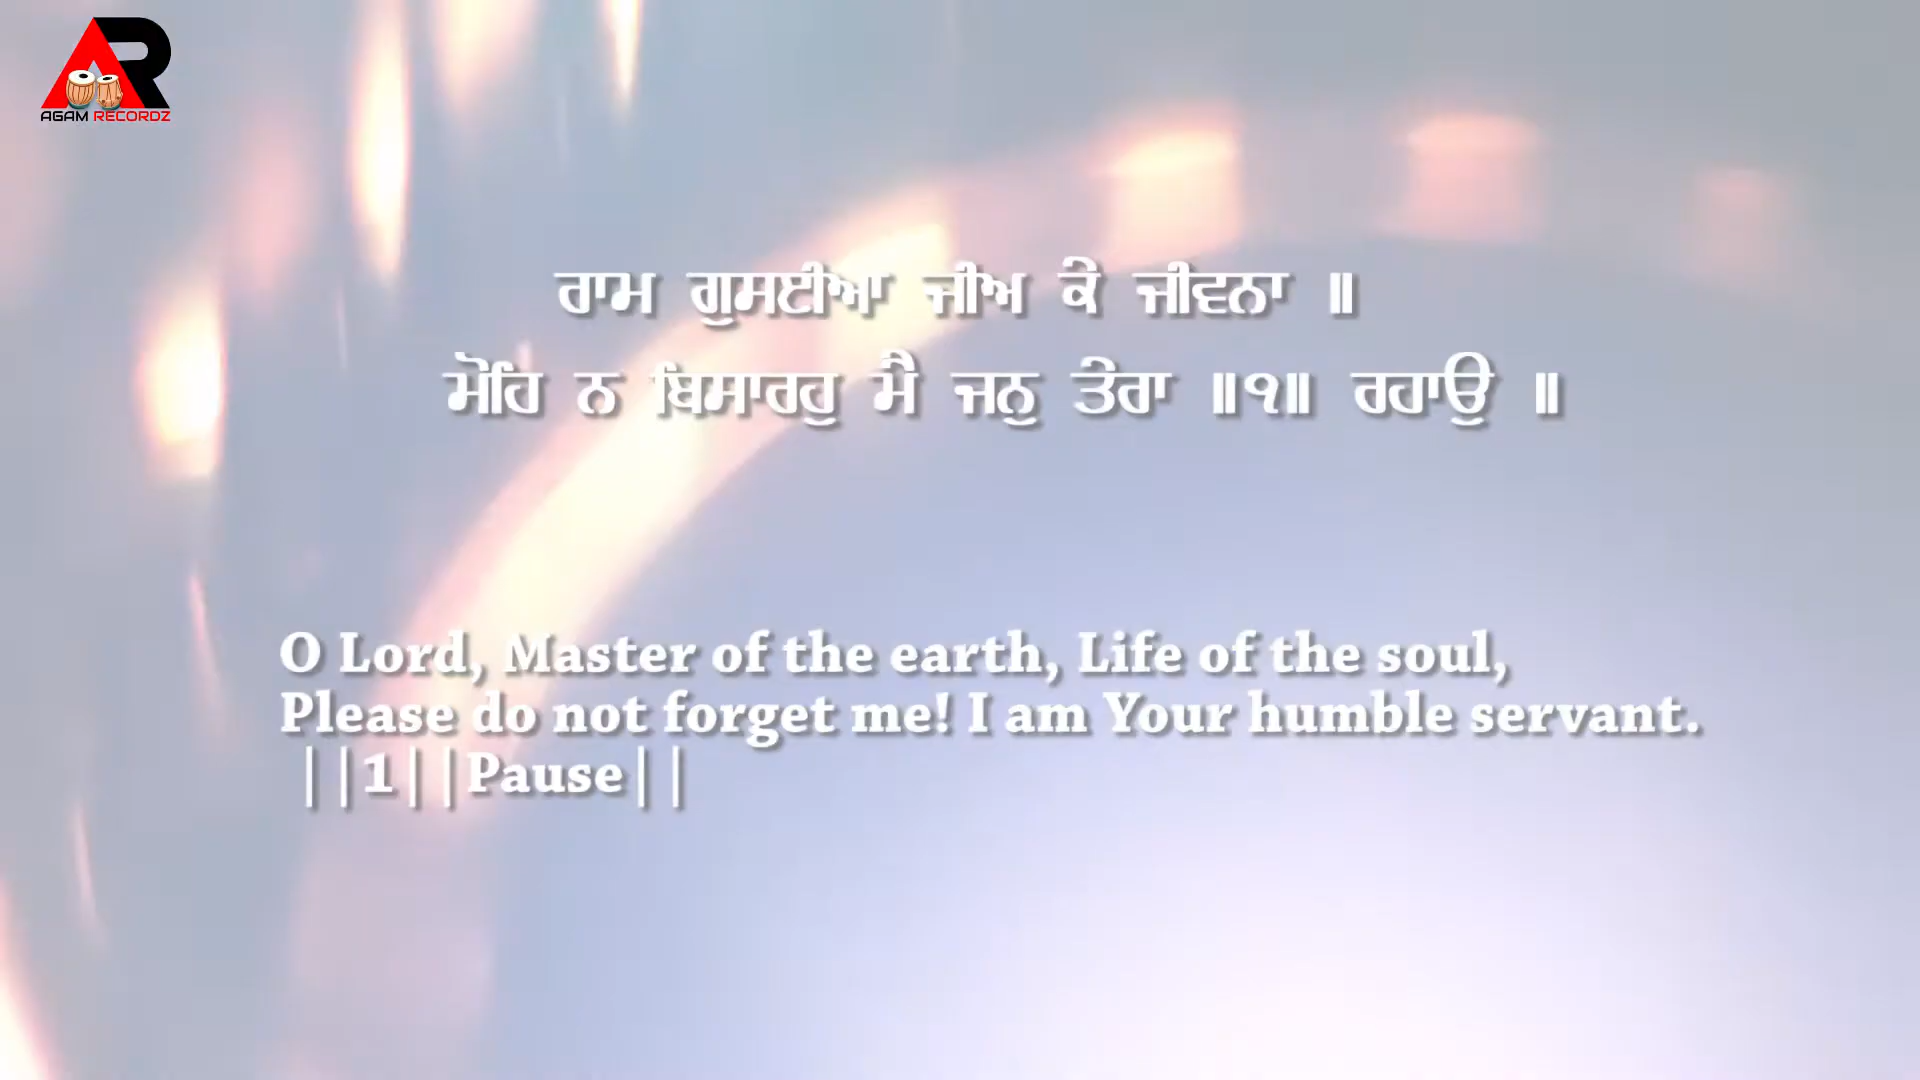 AGAM RECORDZ
ਰਾਮ ਗੁਸਈਆ ਜੀਅ ਕੇ ਜੀਵਨਾ ॥
ਮੋਹਿ ਨ ਬਿਸਾਰਹੁ ਮੈ ਜਨੁ ਤੇਰਾ ॥੧॥ ਰਹਾਉ ॥
O Lord, Master of the earth, Life of the soul,
Please do not forget me! I am Your humble servant.
||1||Pause||